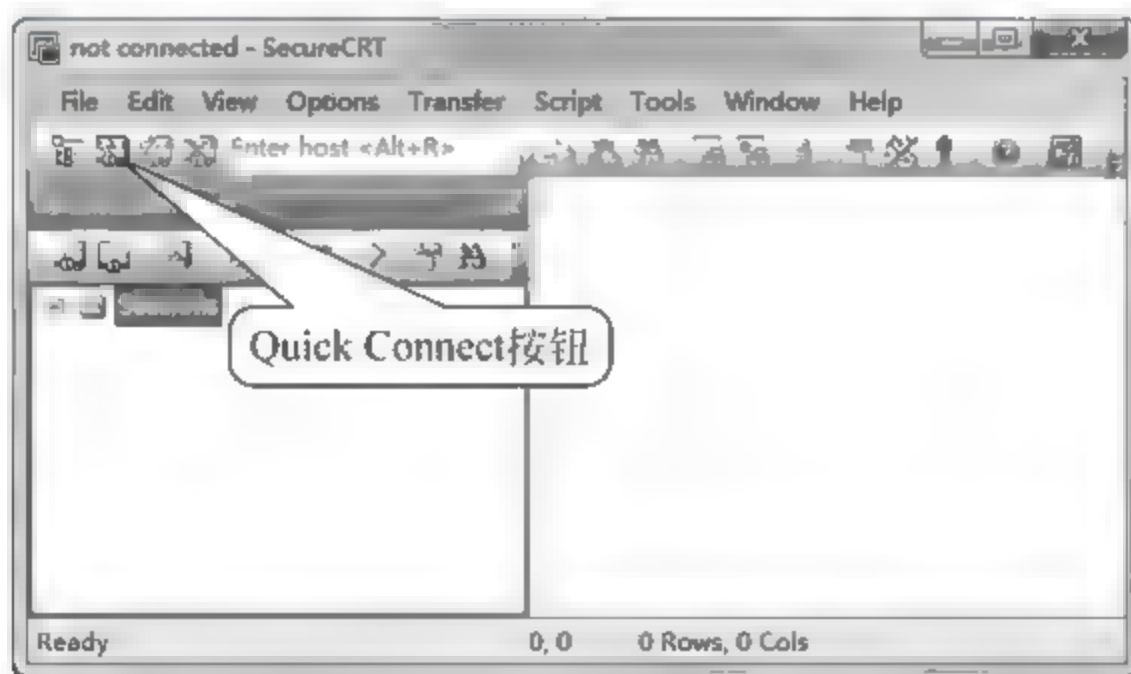 not connected - SecureCRT
File Edit View Options Transfer Script Tools Window Help
Enter host <Alt+R>
Quick Connect按钮
Ready 0, 0 0 Rows, 0 Cols